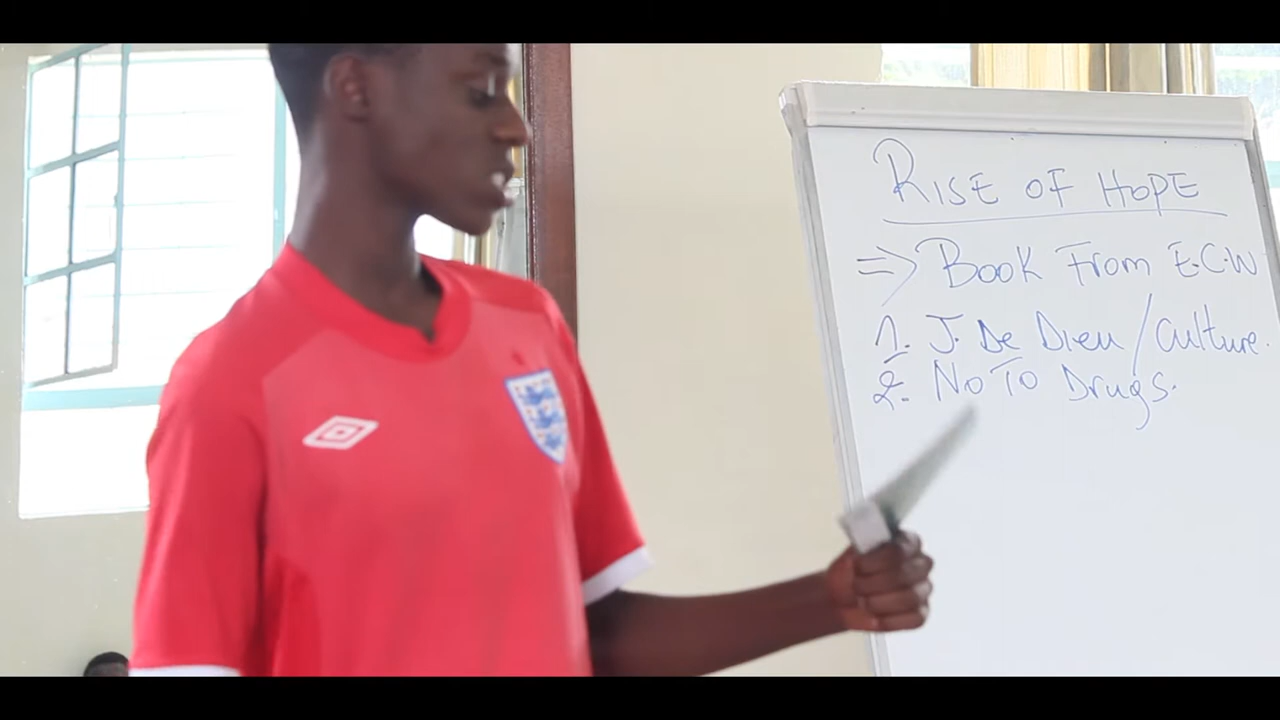 RISE OF HOPE
=> Book From E.C.W
1. J. De Dieu / Culture.
2. No To Drugs.